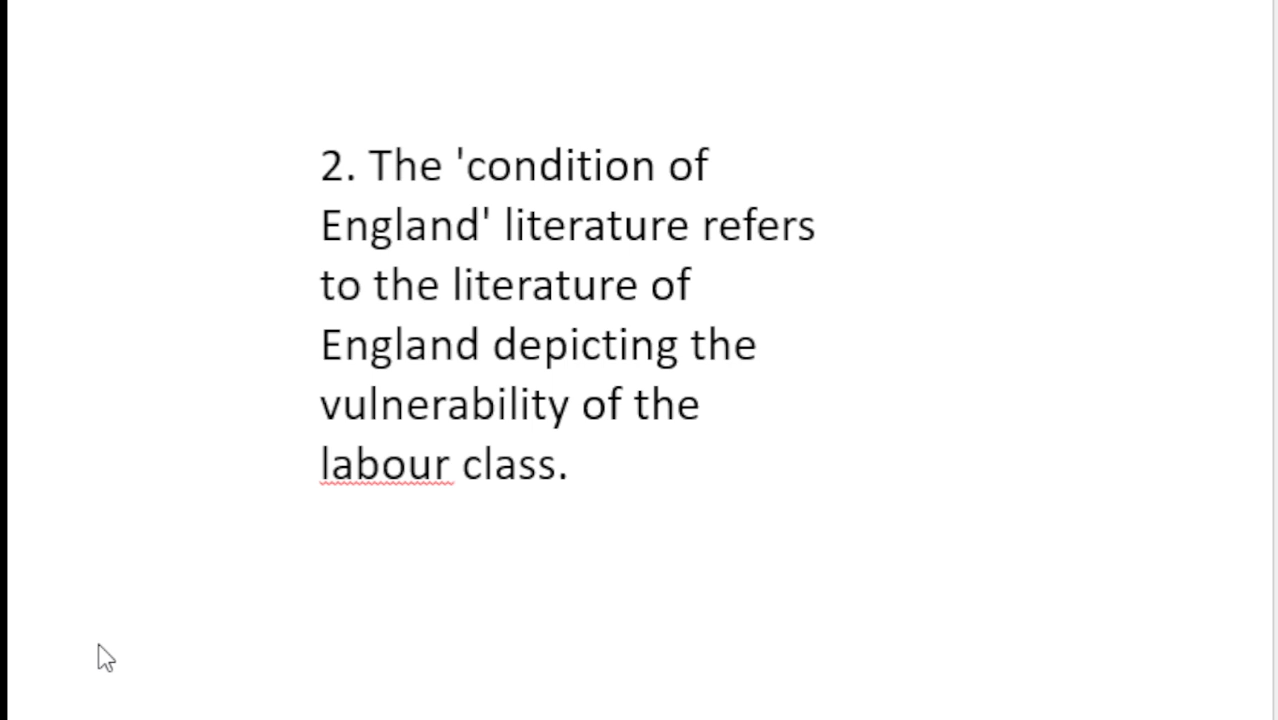 2. The 'condition of
England' literature refers
to the literature of
England depicting the
vulnerability of the
labour class.